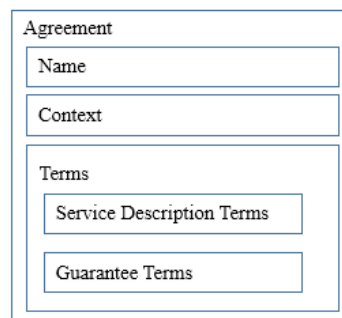 Agreement
Name
Context
Terms
Service Description Terms
Guarantee Terms